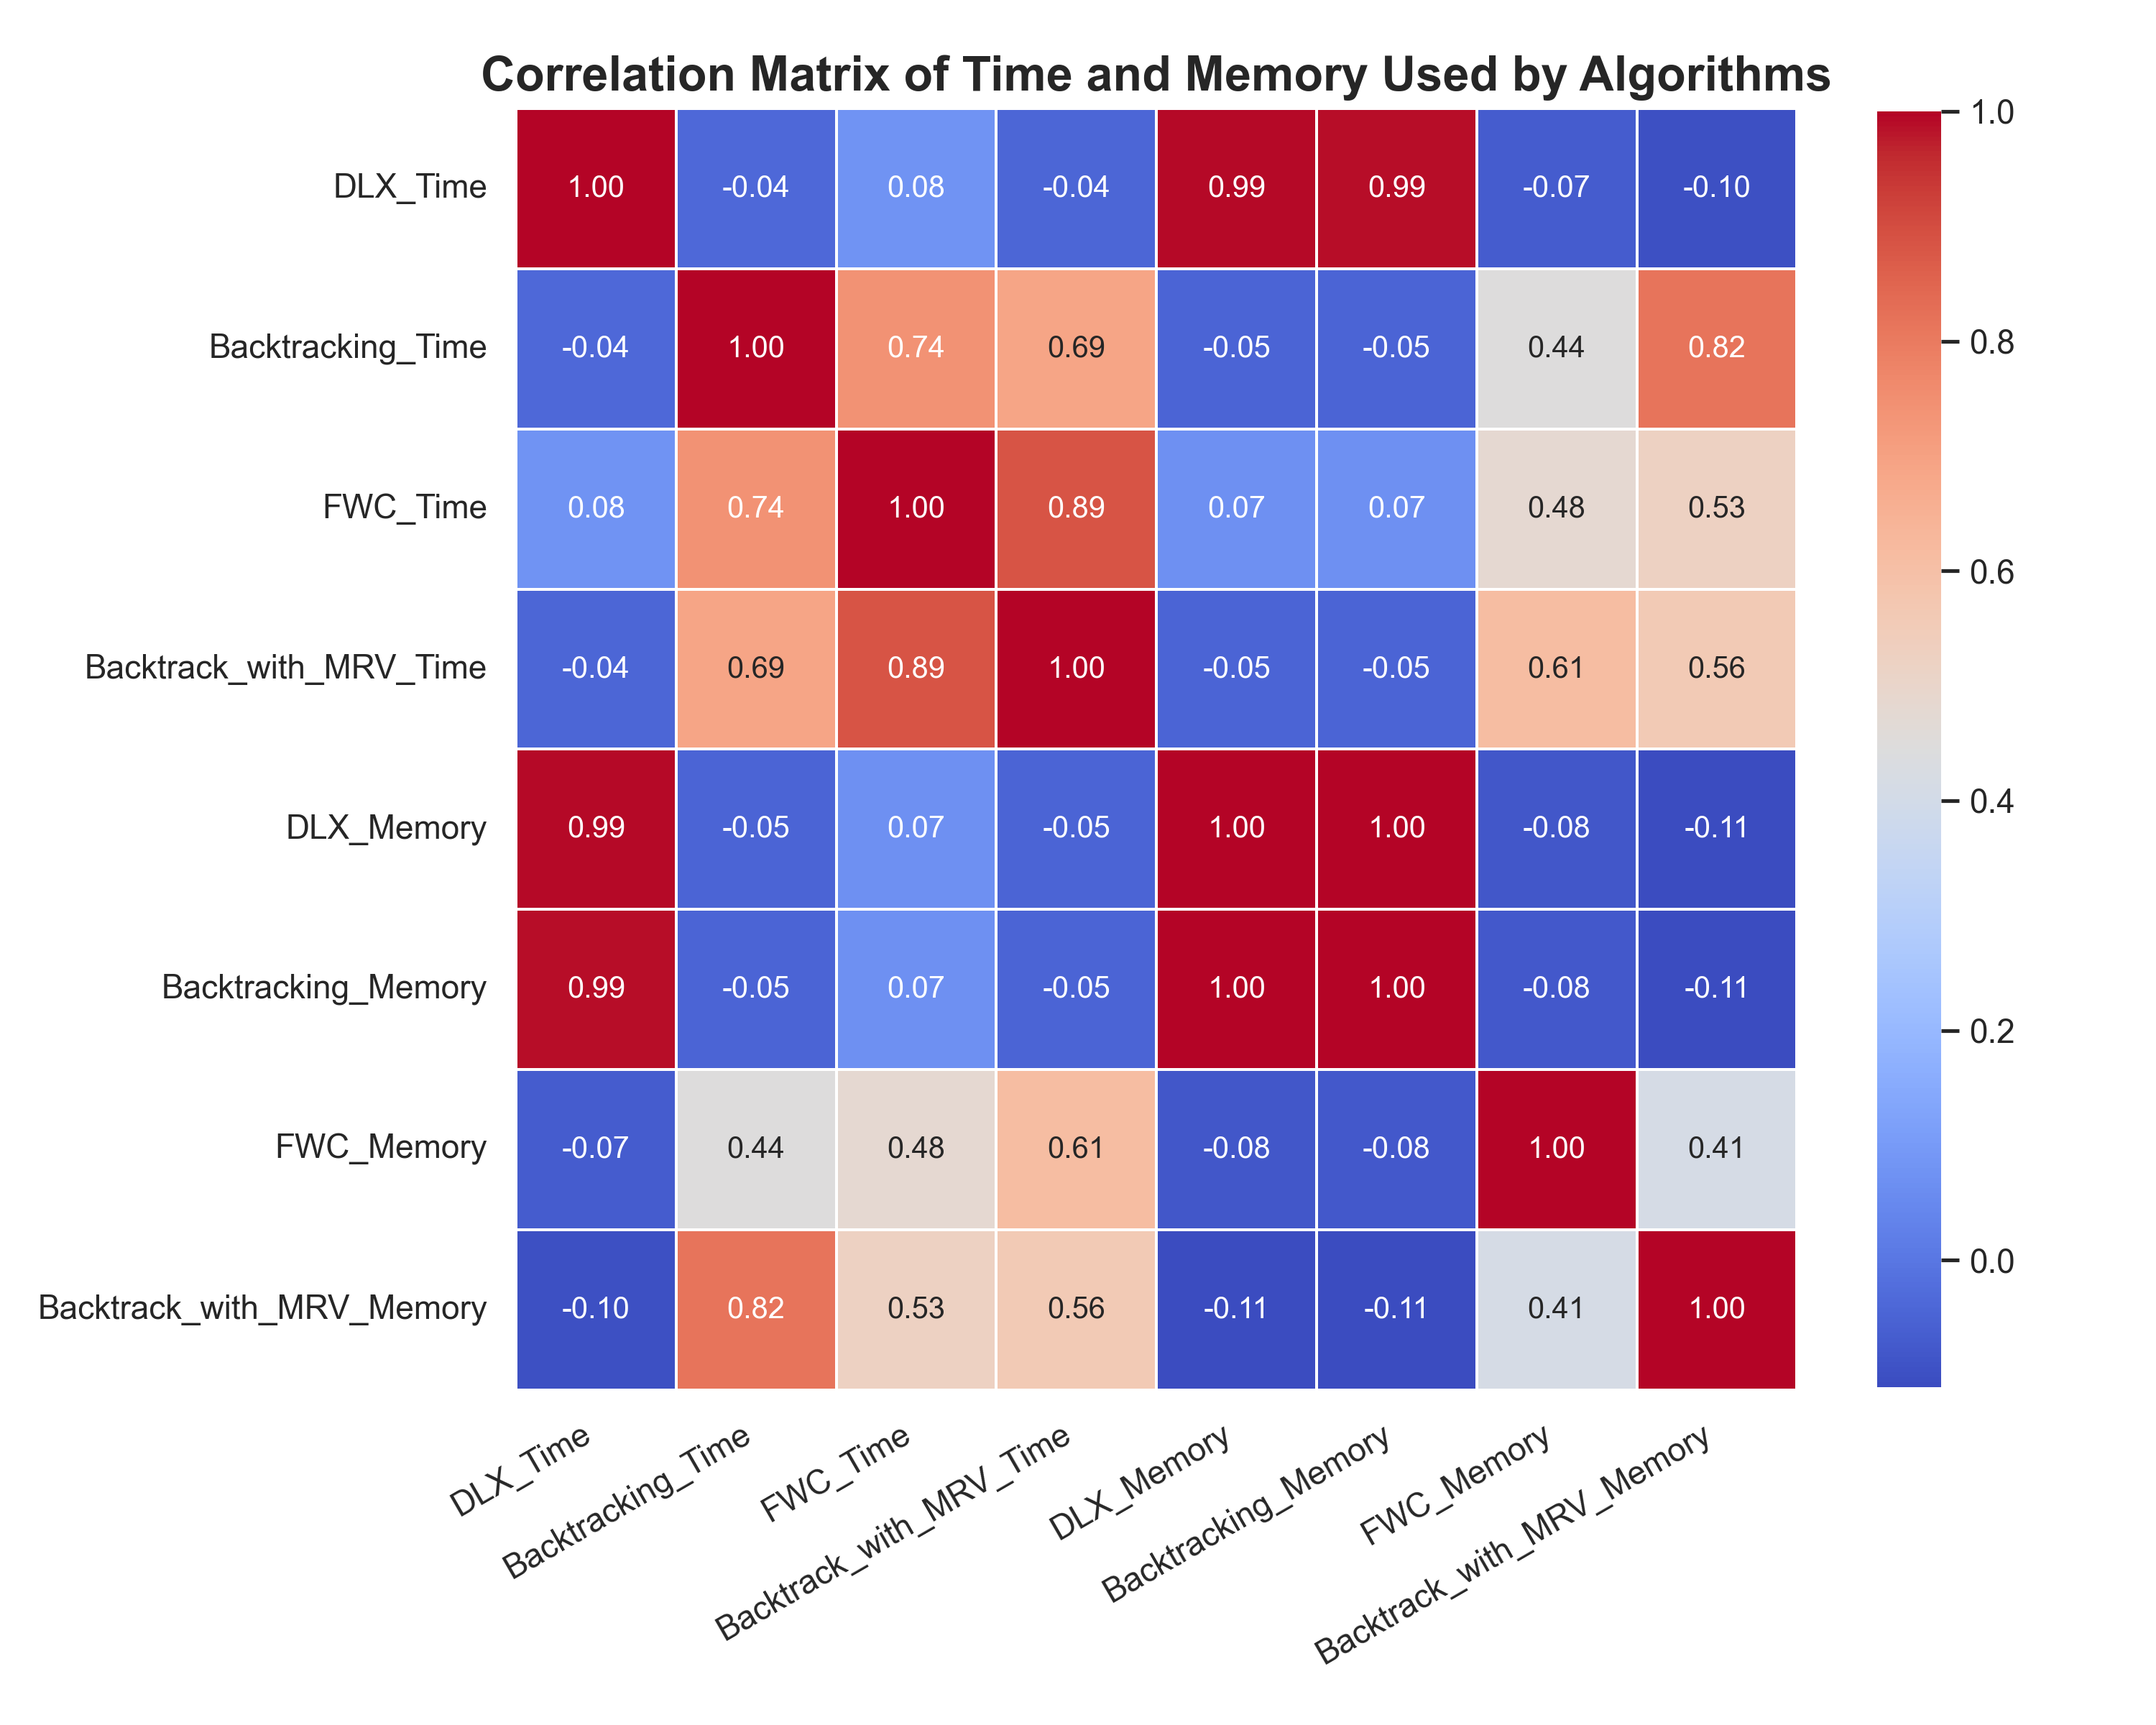 Correlation Matrix of Time and Memory Used by Algorithms
DLX_Time 1.00 -0.04 0.08 -0.04 0.99 0.99 -0.07 -0.10
Backtracking_Time -0.04 1.00 0.74 0.69 -0.05 -0.05 0.44 0.82
FWC_Time 0.08 0.74 1.00 0.89 0.07 0.07 0.48 0.53
Backtrack_with_MRV_Time -0.04 0.69 0.89 1.00 -0.05 -0.05 0.61 0.56
DLX_Memory 0.99 -0.05 0.07 -0.05 1.00 1.00 -0.08 -0.11
Backtracking_Memory 0.99 -0.05 0.07 -0.05 1.00 1.00 -0.08 -0.11
FWC_Memory -0.07 0.44 0.48 0.61 -0.08 -0.08 1.00 0.41
Backtrack_with_MRV_Memory -0.10 0.82 0.53 0.56 -0.11 -0.11 0.41 1.00
DLX_Time
Backtracking_Time
FWC_Time
Backtrack_with_MRV_Time
DLX_Memory
Backtracking_Memory
FWC_Memory
Backtrack_with_MRV_Memory
1.0
0.8
0.6
0.4
0.2
0.0